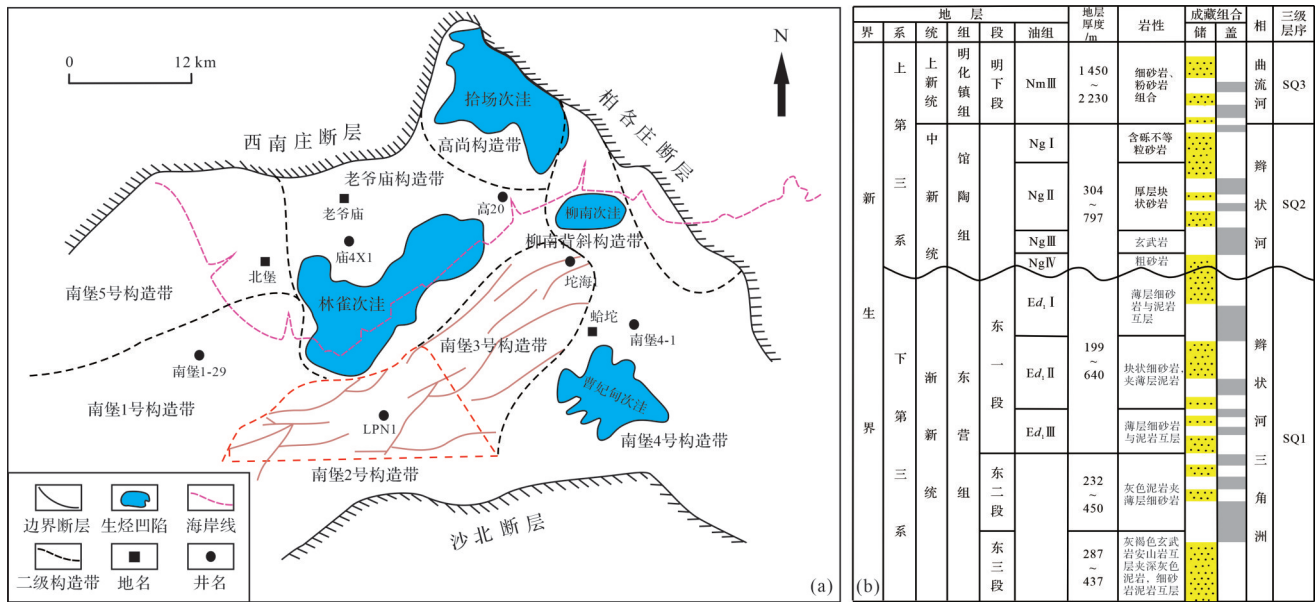 0 12 km
N
西南庄断层
柏各庄断层
拾场次洼
高尚构造带
老爷庙构造带
老爷庙
庙4X1
高20
柳南次洼
柳南背斜构造带
北堡
南堡5号构造带
林雀次洼
坨海
蛤坨
南堡4-1
南堡3号构造带
南堡1-29
南堡1号构造带
曹妃甸次洼
LPN1
南堡4号构造带
南堡2号构造带
沙北断层
边界断层 生烃凹陷 海岸线
二级构造带 地名 井名
(a)
地 层 地层厚度/m 岩性 成藏组合 相 三级层序
界 系 统 组 段 油组 储 盖
新生界
上第三系
下第三系
上新统 明化镇组 明下段 NmⅢ 1 450～2 230 细砂岩、粉砂岩组合 曲流河 SQ3
中新统 馆陶组 304～797 辫状河 SQ2
NgⅠ 含砾不等粒砂岩
NgⅡ 厚层块状砂岩
NgⅢ 玄武岩
NgⅣ 粗砂岩
渐新统 东营组 辫状河三角洲 SQ1
东一段 199～640
Ed₁Ⅰ 薄层细砂岩与泥岩互层
Ed₁Ⅱ 块状细砂岩,夹薄层泥岩
Ed₁Ⅲ 薄层细砂岩与泥岩互层
东二段 232～450 灰色泥岩夹薄层细砂岩
东三段 287～437 灰褐色玄武岩安山岩互层夹深灰色泥岩,细砂岩泥岩互层
(b)